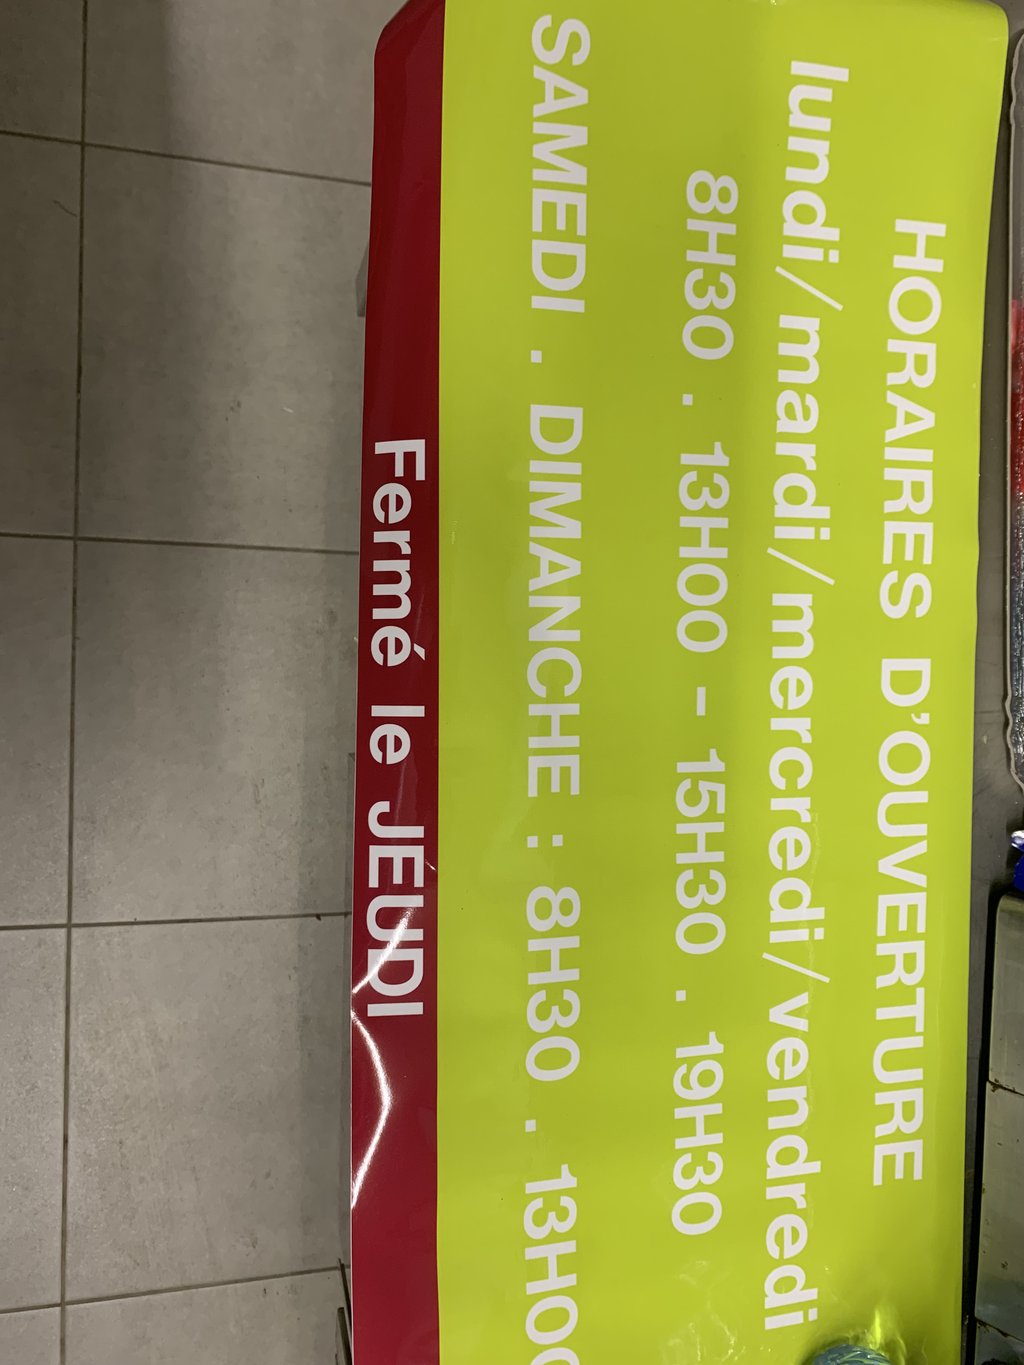 HORAIRES D'OUVERTURE
lundi/mardi/mercredi/vendredi
8H30 . 13H00 - 15H30 . 19H30
SAMEDI . DIMANCHE : 8H30 . 13H00
Fermé le JEUDI